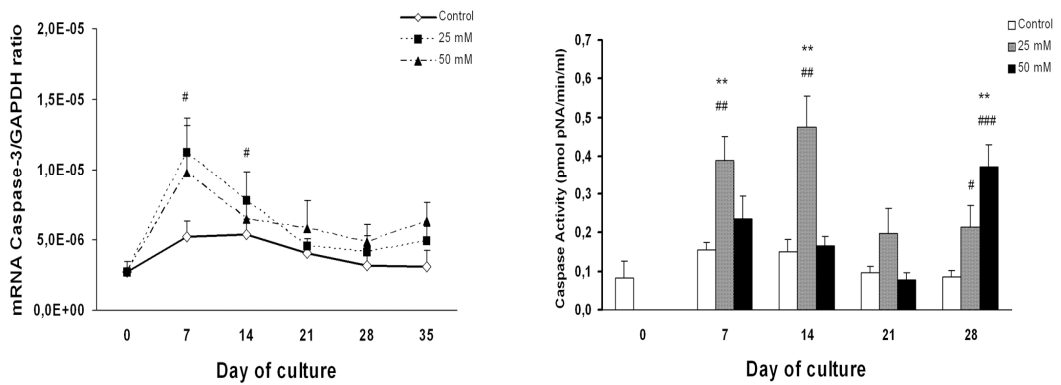 mRNA Caspase-3/GAPDH ratio
2,0E-05
1,5E-05
1,0E-05
5,0E-06
0,0E+00
Control
25 mM
50 mM
#
#
0 7 14 21 28 35
Day of culture
Caspase Activity (pmol pNA/min/ml)
0,7
0,6
0,5
0,4
0,3
0,2
0,1
0
Control
25 mM
50 mM
**
##
**
##
#
**
###
0 7 14 21 28
Day of culture